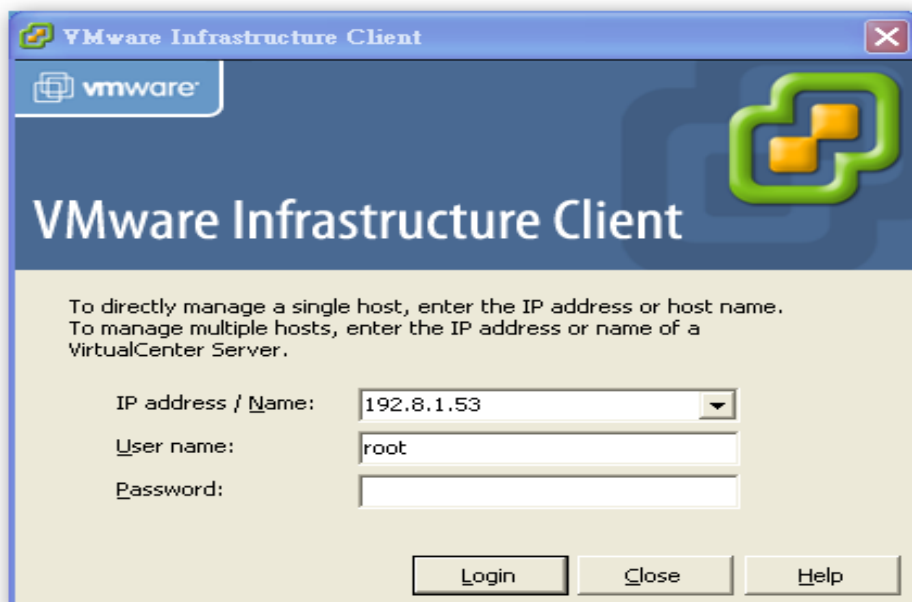 VMware Infrastructure Client
vmware
VMware Infrastructure Client
To directly manage a single host, enter the IP address or host name.
To manage multiple hosts, enter the IP address or name of a
VirtualCenter Server.
IP address / Name: 192.8.1.53
User name: root
Password:
Login Close Help